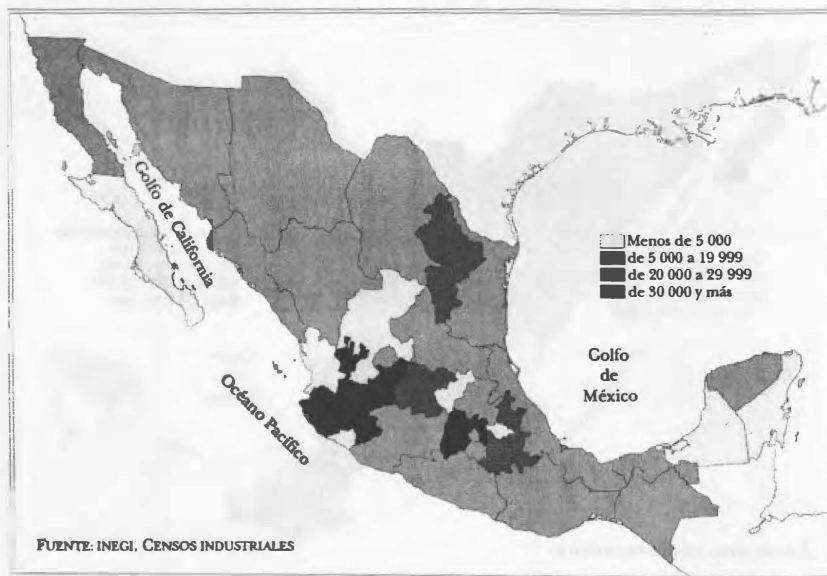 Golfo de California
Menos de 5 000
de 5 000 a 19 999
de 20 000 a 29 999
de 30 000 y más
Golfo
de
México
Océano Pacífico
FUENTE: INEGI, CENSOS INDUSTRIALES